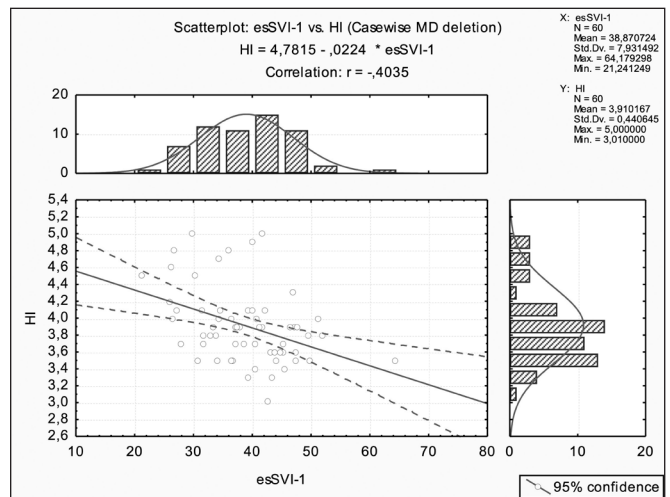 Scatterplot: esSVI-1 vs. HI (Casewise MD deletion)
HI = 4,7815 - ,0224 * esSVI-1
Correlation: r = -,4035
X: esSVI-1
N = 60
Mean = 38,870724
Std.Dv. = 7,931492
Max. = 64,179298
Min. = 21,241249
Y: HI
N = 60
Mean = 3,910167
Std.Dv. = 0,440645
Max. = 5,000000
Min. = 3,010000
20
10
0
5,4
5,2
5,0
4,8
4,6
4,4
4,2
4,0
3,8
3,6
3,4
3,2
3,0
2,8
2,6
HI
10 20 30 40 50 60 70 80
esSVI-1
0 10 20
95% confidence